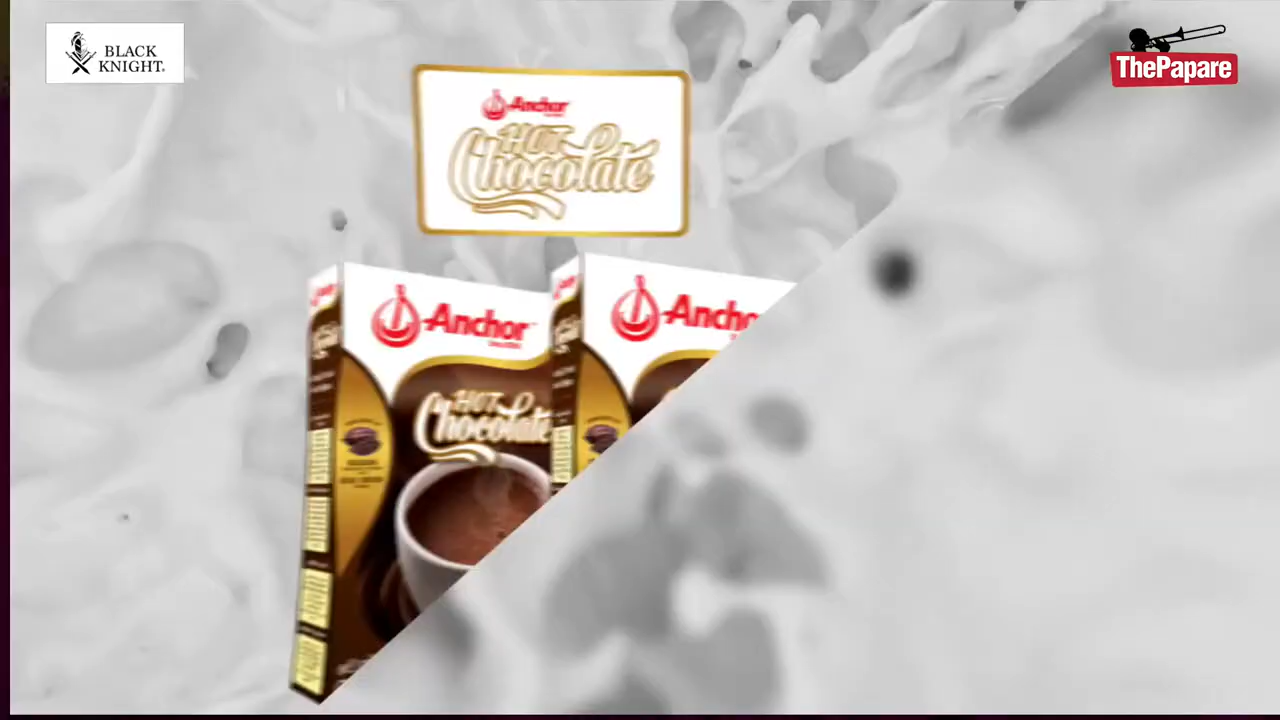 BLACK
KNIGHT.
ThePapare
Anchor
HOT
Chocolate
Anchor
HOT
Chocolate
Ancho